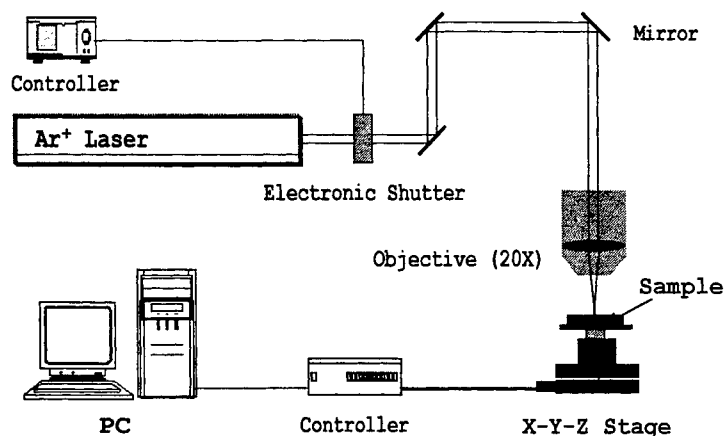 Mirror
Controller
Ar⁺ Laser
Electronic Shutter
Objective (20X)
Sample
PC
Controller
X-Y-Z Stage